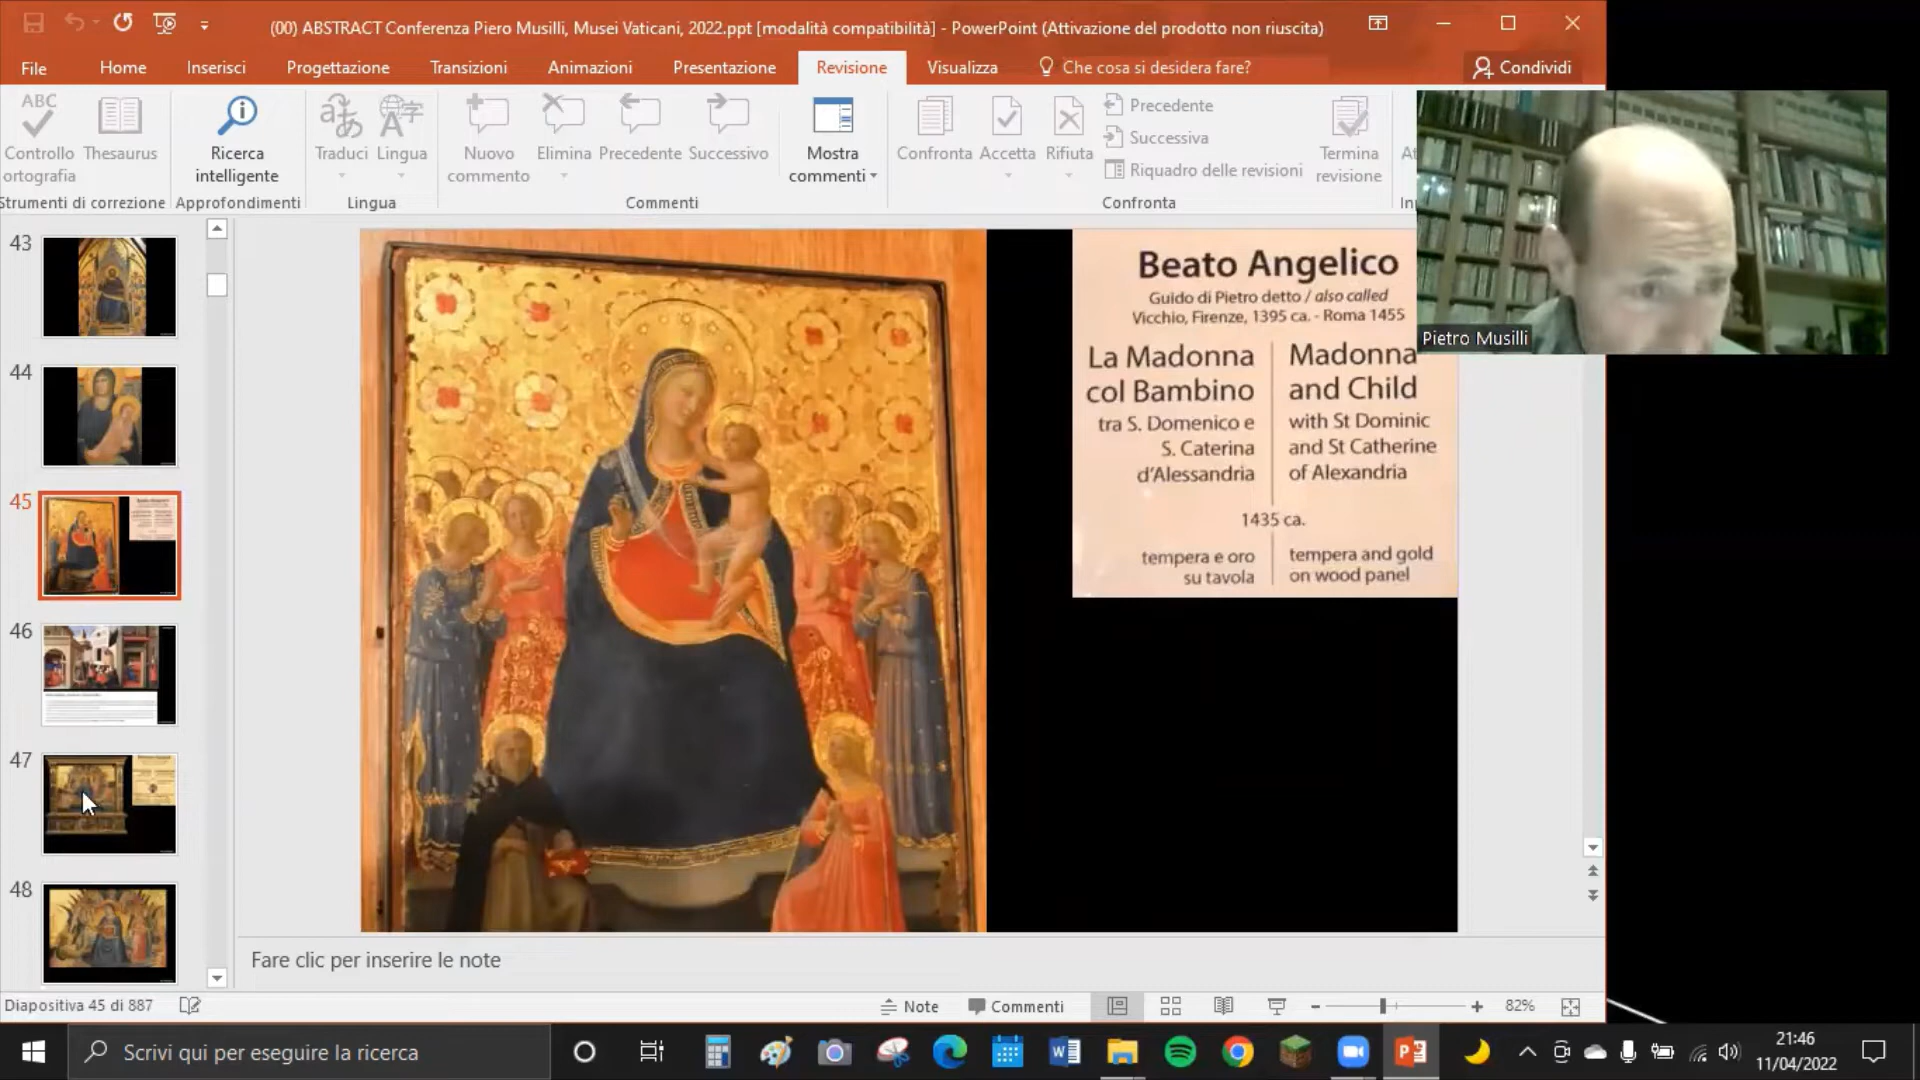 (00) ABSTRACT Conferenza Piero Musilli, Musei Vaticani, 2022.ppt [modalità compatibilità] - PowerPoint (Attivazione del prodotto non riuscita)
File Home Inserisci Progettazione Transizioni Animazioni Presentazione Revisione Visualizza Che cosa si desidera fare? Condividi
ABC
Controllo
ortografia
Thesaurus
Strumenti di correzione
Ricerca
intelligente
Approfondimenti
Traduci
Lingua
Lingua
Nuovo
commento
Elimina
Precedente
Successivo
Mostra
commenti
Commenti
Confronta
Accetta
Rifiuta
Precedente
Successiva
Riquadro delle revisioni
Termina
revisione
Confronta
Pietro Musilli
43
44
45
46
47
48
Beato Angelico
Guido di Pietro detto / also called
Vicchio, Firenze, 1395 ca. - Roma 1455
La Madonna
col Bambino
tra S. Domenico e
S. Caterina
d'Alessandria
Madonna
and Child
with St Dominic
and St Catherine
of Alexandria
1435 ca.
tempera e oro
su tavola
tempera and gold
on wood panel
Fare clic per inserire le note
Diapositiva 45 di 887
Note
Commenti
82%
Scrivi qui per eseguire la ricerca
21:46
11/04/2022